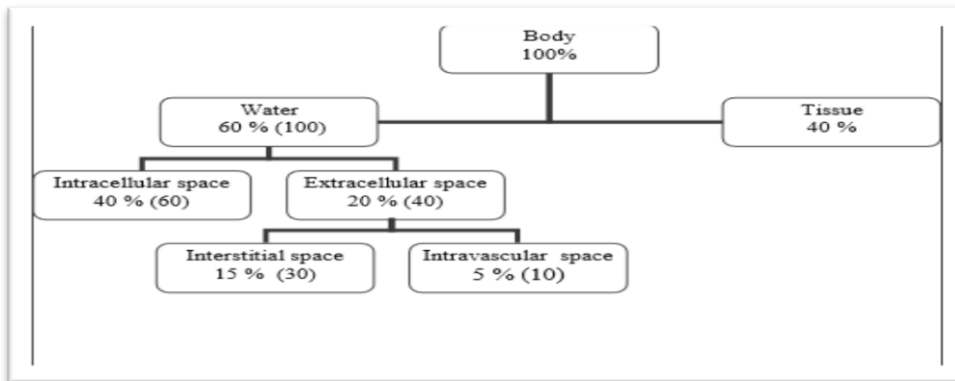 Body
100%
Water
60 % (100)
Tissue
40 %
Intracellular space
40 % (60)
Extracellular space
20 % (40)
Interstitial space
15 % (30)
Intravascular space
5 % (10)